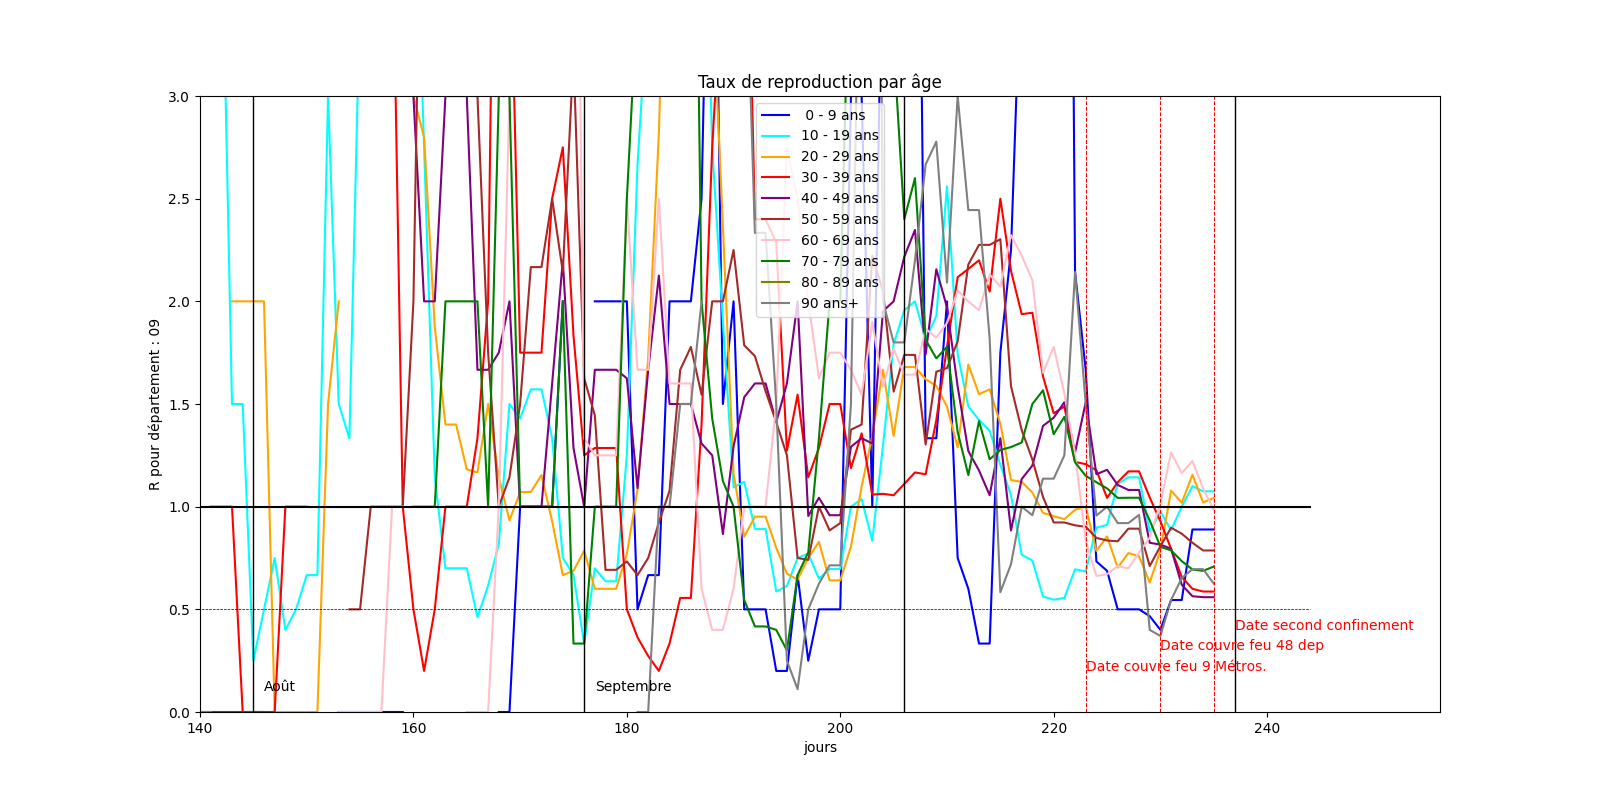 Taux de reproduction par âge
R pour département : 09
3.0
2.5
2.0
1.5
1.0
0.5
0.0
0 - 9 ans
10 - 19 ans
20 - 29 ans
30 - 39 ans
40 - 49 ans
50 - 59 ans
60 - 69 ans
70 - 79 ans
80 - 89 ans
90 ans+
Date second confinement
Date couvre feu 48 dep
Date couvre feu 9 Métros.
Août
Septembre
140
160
180
200
220
240
jours